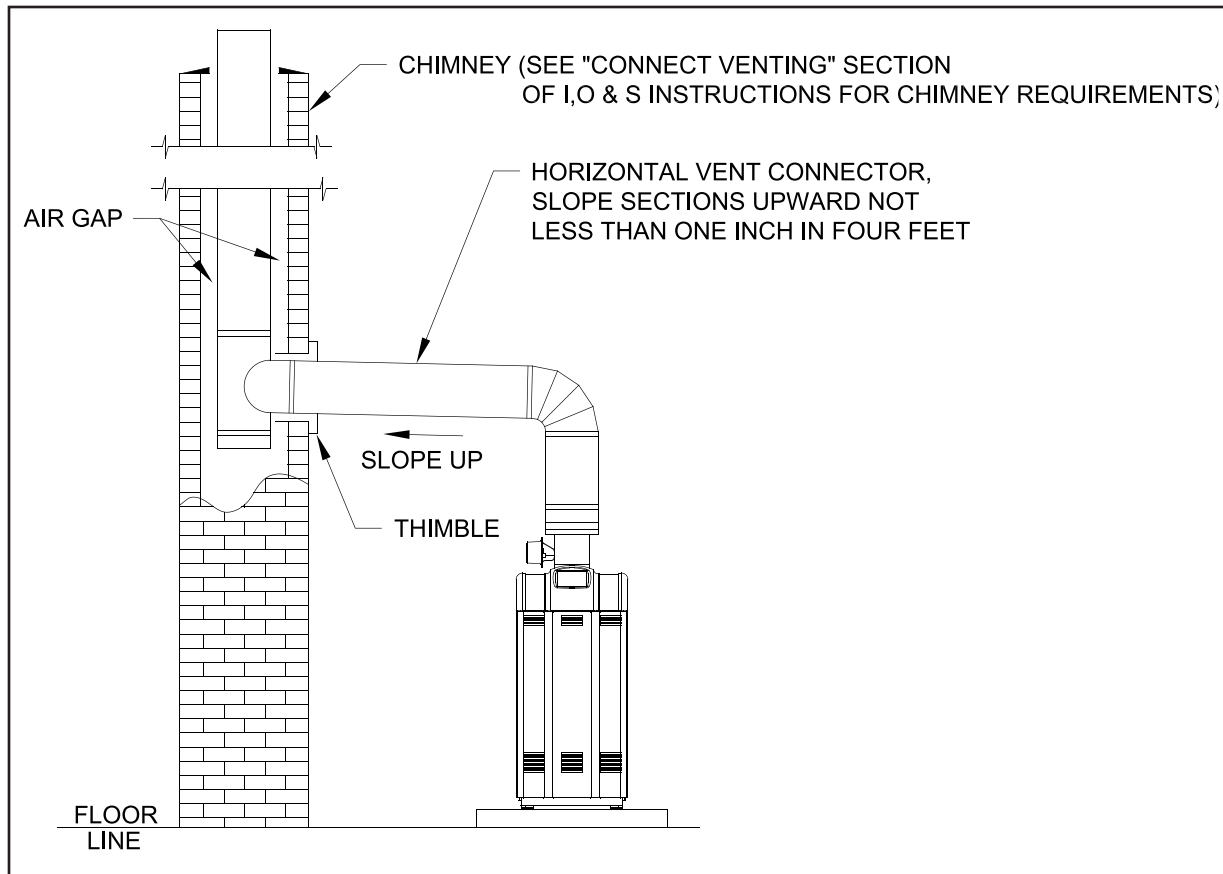 CHIMNEY (SEE "CONNECT VENTING" SECTION
OF I,O & S INSTRUCTIONS FOR CHIMNEY REQUIREMENTS)
HORIZONTAL VENT CONNECTOR,
SLOPE SECTIONS UPWARD NOT
LESS THAN ONE INCH IN FOUR FEET
AIR GAP
SLOPE UP
THIMBLE
FLOOR
LINE